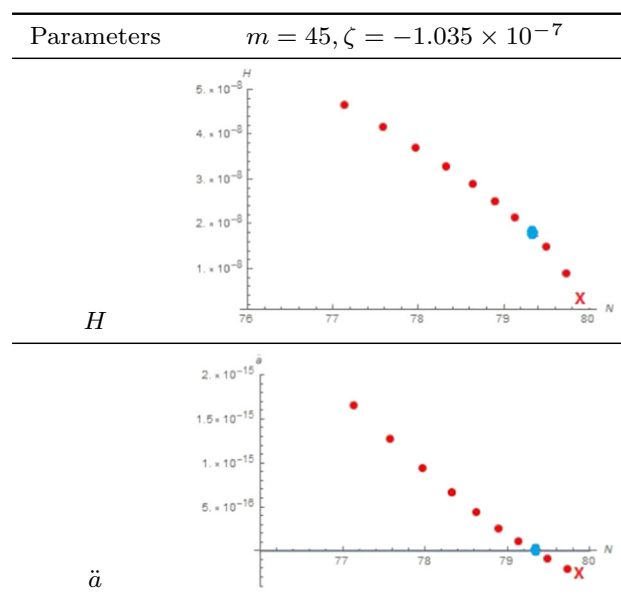 Parameters m = 45, ζ = −1.035 × 10⁻⁷
H
5. × 10⁻⁸
4. × 10⁻⁸
3. × 10⁻⁸
2. × 10⁻⁸
1. × 10⁻⁸
X
N
76 77 78 79 80
H
ä
2. × 10⁻¹⁵
1.5 × 10⁻¹⁵
1. × 10⁻¹⁵
5. × 10⁻¹⁶
N
77 78 79 80
X
ä